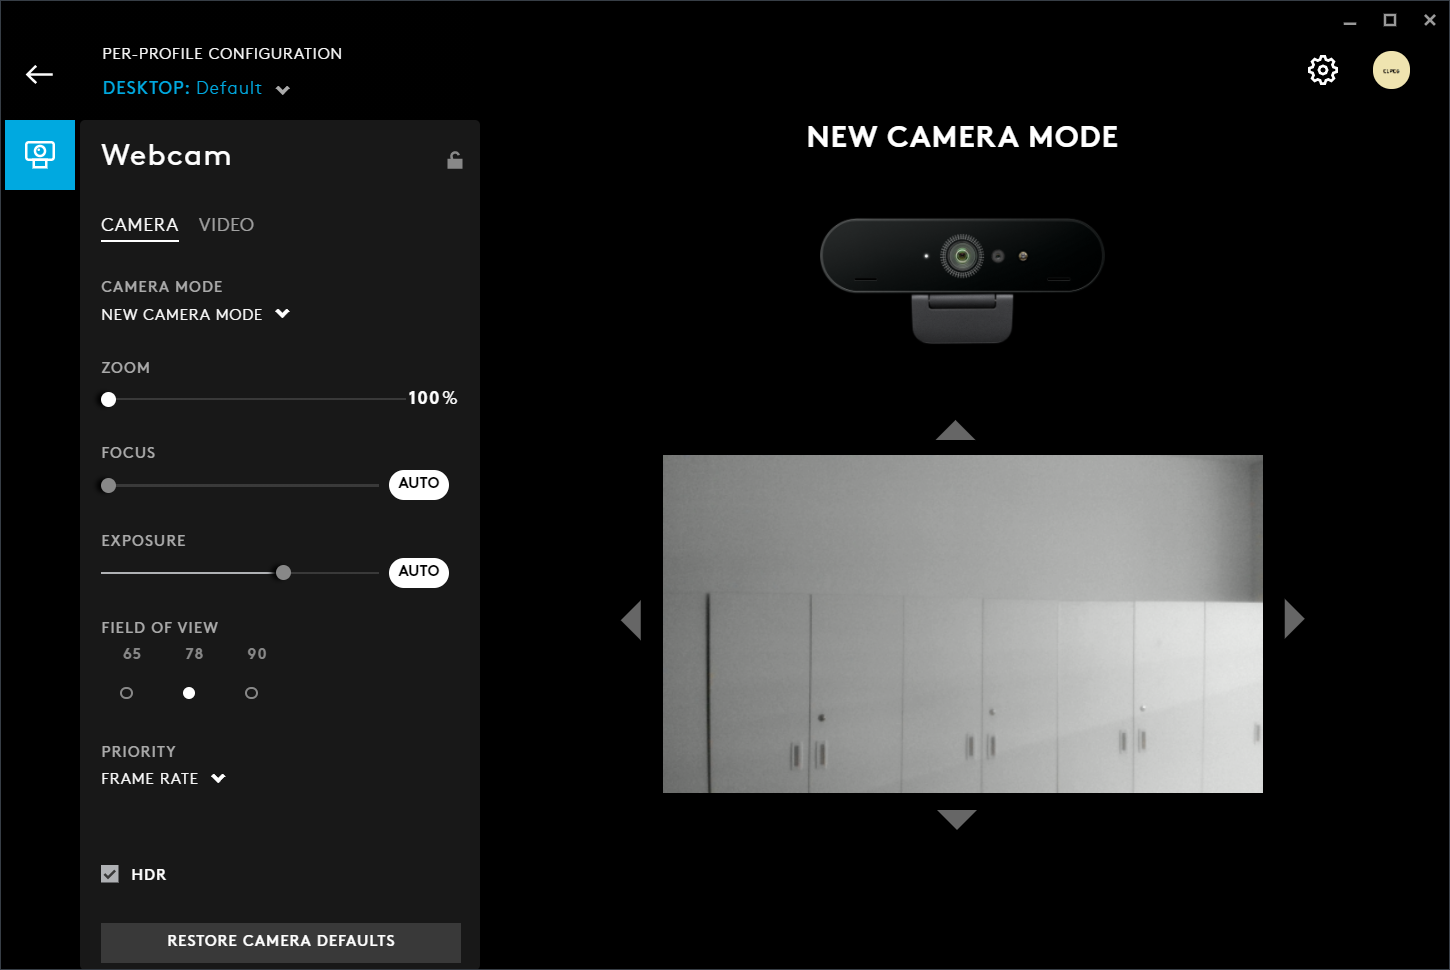 PER-PROFILE CONFIGURATION
DESKTOP: Default
Webcam
CAMERA VIDEO
CAMERA MODE
NEW CAMERA MODE
ZOOM
100%
FOCUS
AUTO
EXPOSURE
AUTO
FIELD OF VIEW
65 78 90
PRIORITY
FRAME RATE
HDR
RESTORE CAMERA DEFAULTS
NEW CAMERA MODE